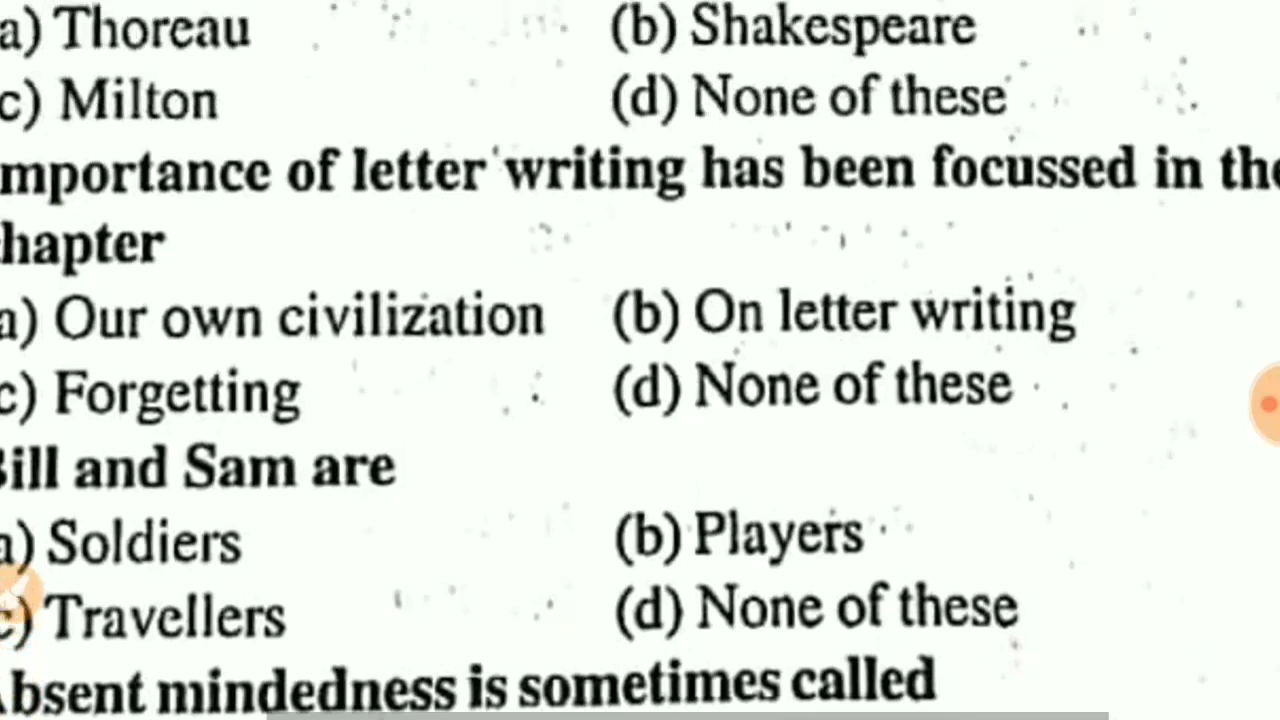 a) Thoreau (b) Shakespeare
c) Milton (d) None of these
mportance of letter writing has been focussed in the
hapter
a) Our own civilization (b) On letter writing
c) Forgetting (d) None of these
Bill and Sam are
a) Soldiers (b) Players
c) Travellers (d) None of these
Absent mindedness is sometimes called